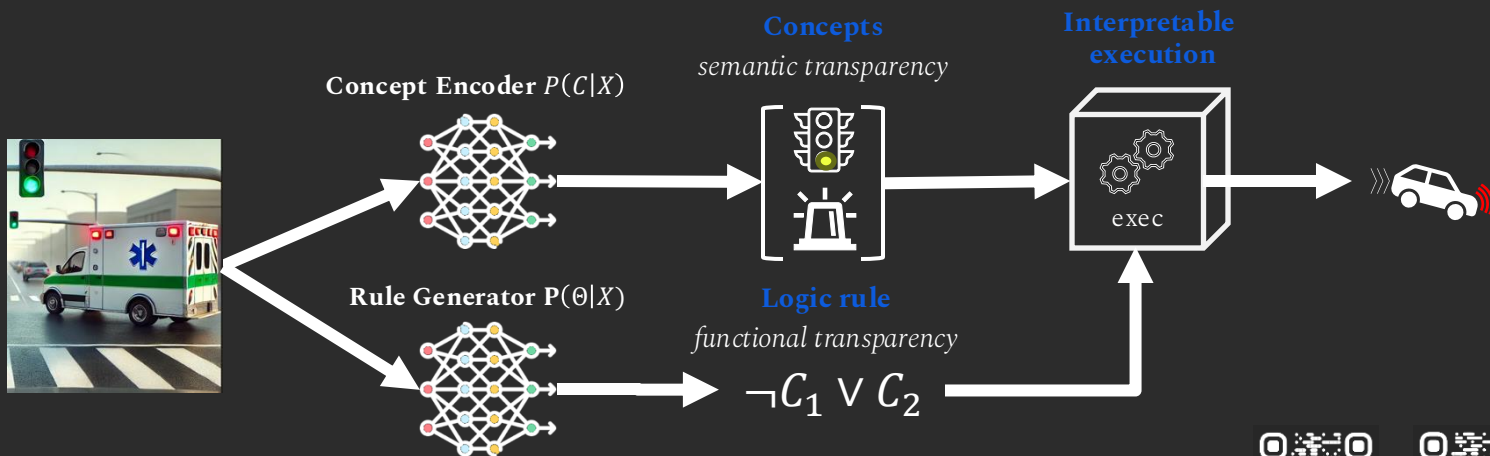 Concepts
semantic transparency
Interpretable
execution
Concept Encoder P(C|X)
exec
Rule Generator P(Θ|X)
Logic rule
functional transparency
¬C₁ ∨ C₂